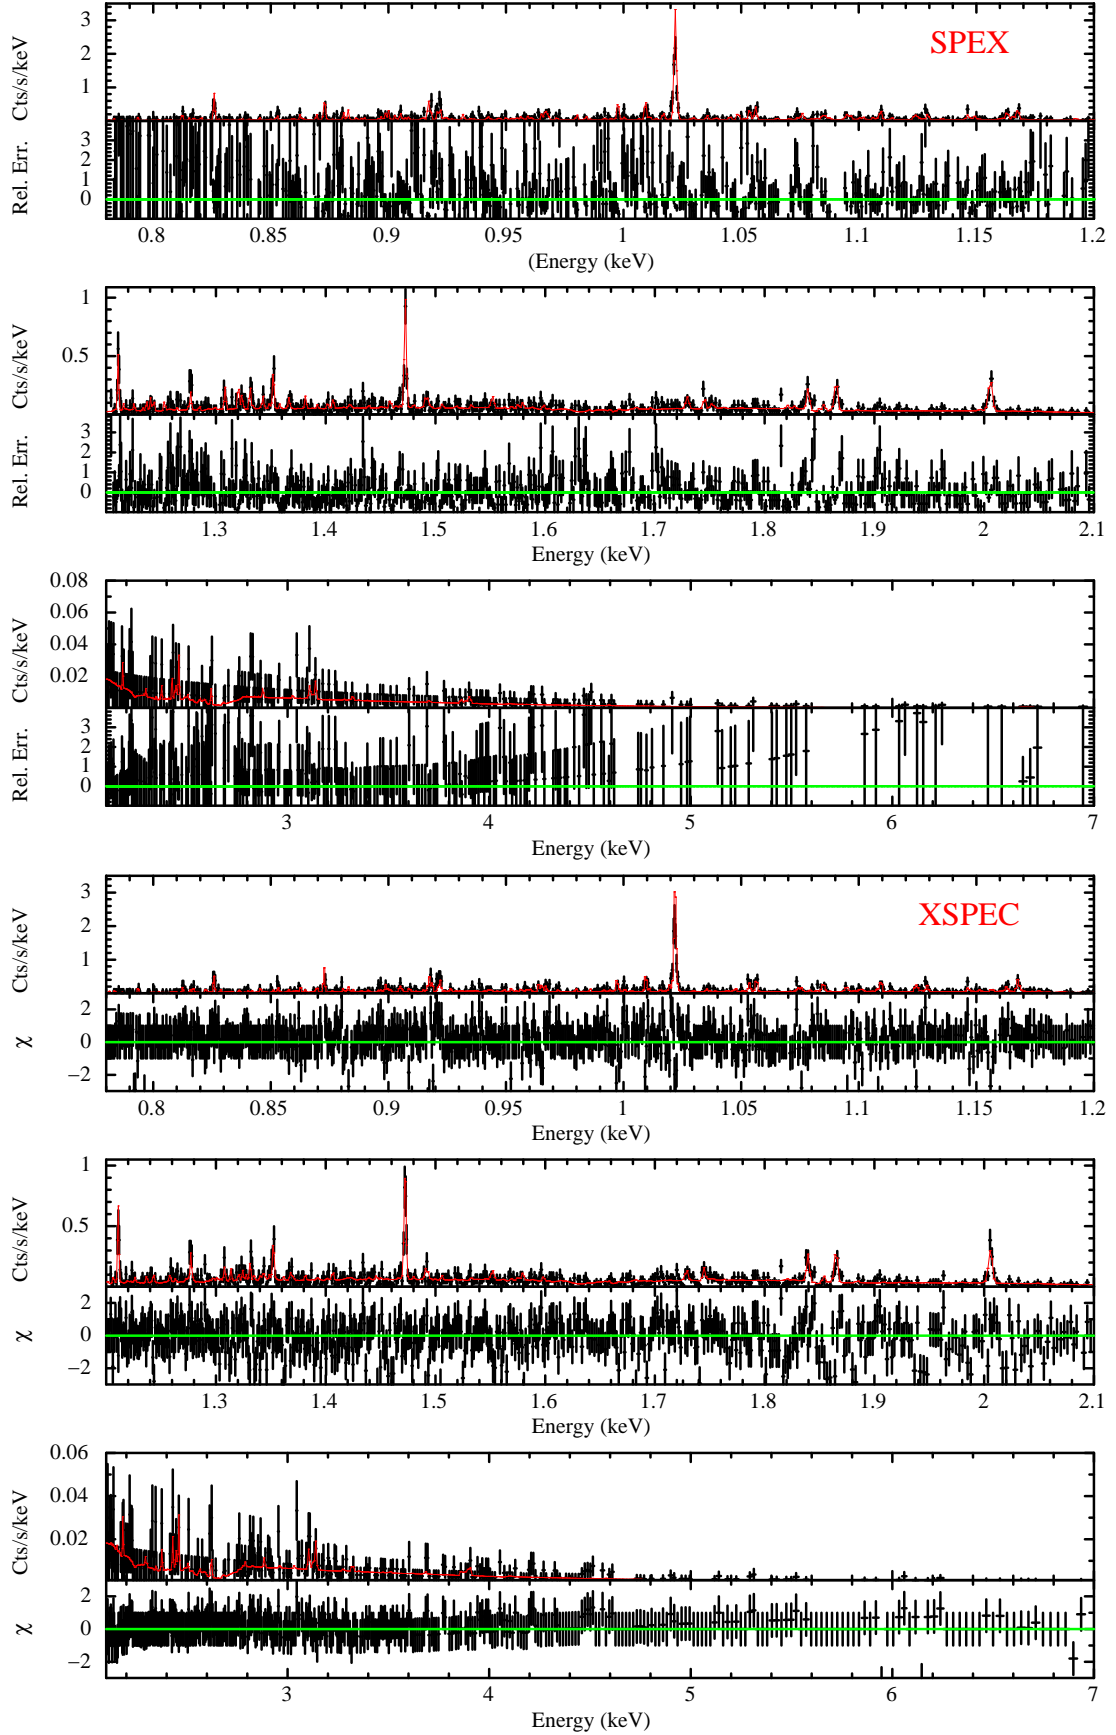 3
2
1
Cts/s/keV
SPEX
3
2
1
0
Rel. Err.
0.8 0.85 0.9 0.95 1 1.05 1.1 1.15 1.2
(Energy (keV)
1
0.5
Cts/s/keV
3
2
1
0
Rel. Err.
1.3 1.4 1.5 1.6 1.7 1.8 1.9 2 2.1
Energy (keV)
0.08
0.06
0.04
0.02
Cts/s/keV
3
2
1
0
Rel. Err.
3 4 5 6 7
Energy (keV)
3
2
1
Cts/s/keV
XSPEC
2
0
−2
χ
0.8 0.85 0.9 0.95 1 1.05 1.1 1.15 1.2
Energy (keV)
1
0.5
Cts/s/keV
2
0
−2
χ
1.3 1.4 1.5 1.6 1.7 1.8 1.9 2 2.1
Energy (keV)
0.06
0.04
0.02
Cts/s/keV
2
0
−2
χ
3 4 5 6 7
Energy (keV)